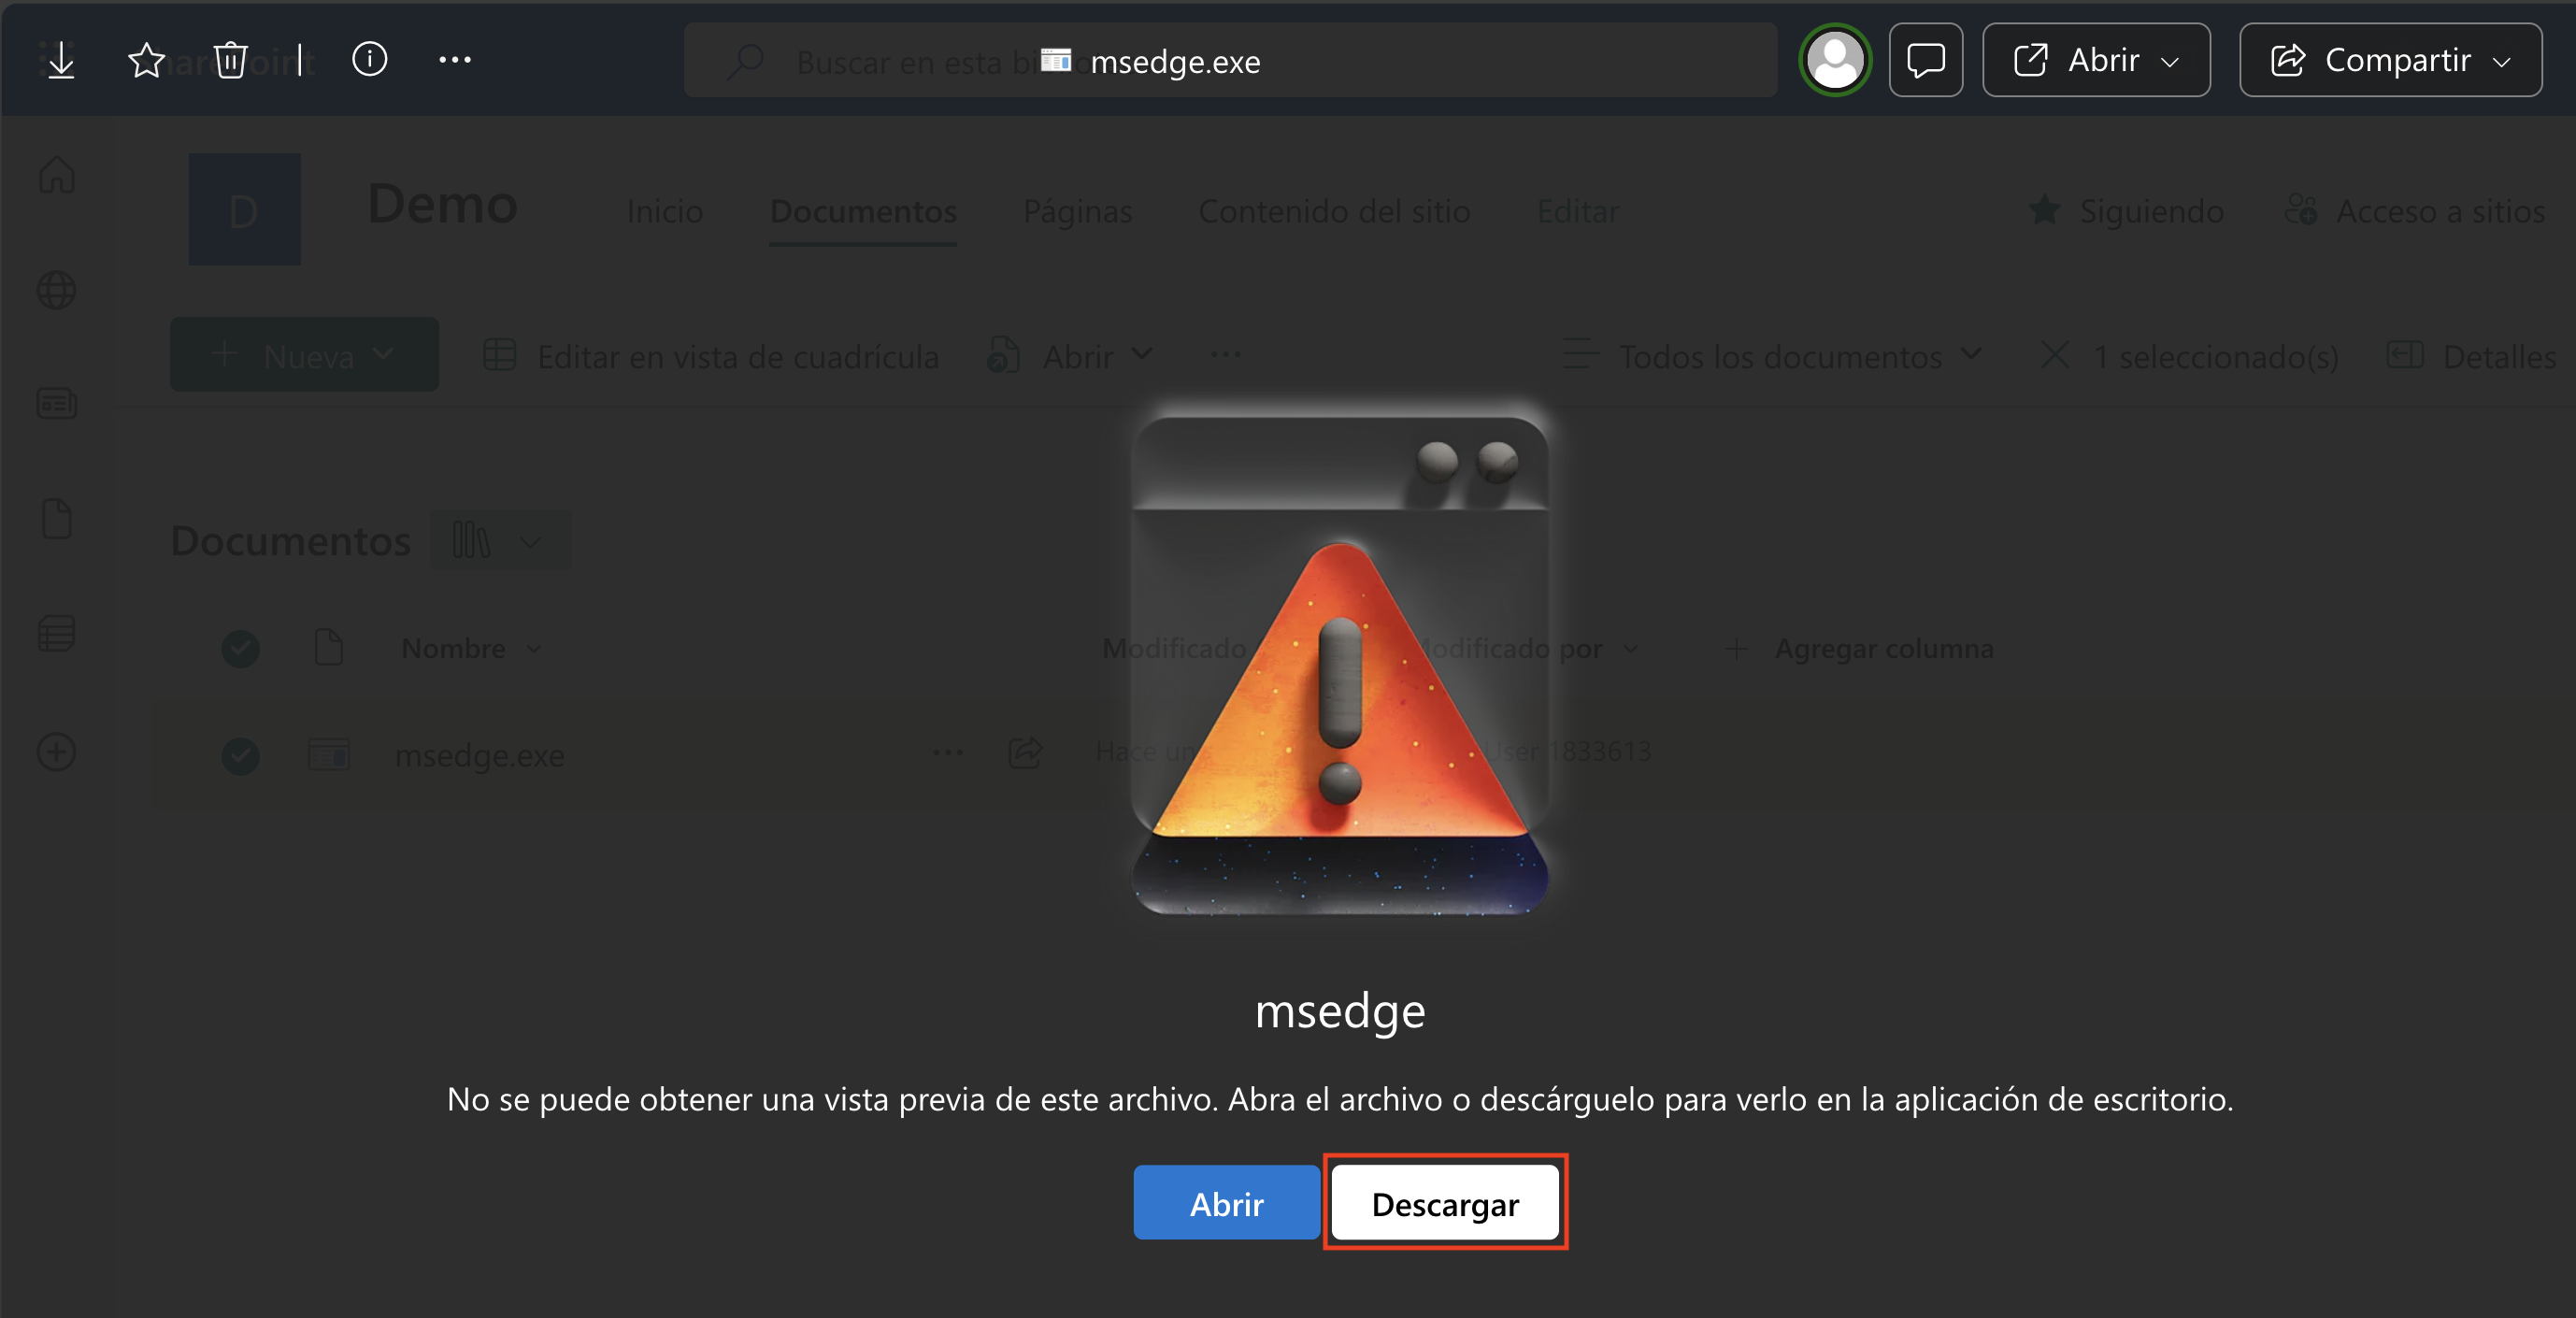 SharePoint
Buscar en esta bi
msedge.exe
Abrir
Compartir
D
Demo
Inicio
Documentos
Páginas
Contenido del sitio
Editar
Siguiendo
Acceso a sitios
Nueva
Editar en vista de cuadrícula
Abrir
Todos los documentos
1 seleccionado(s)
Detalles
Documentos
Nombre
Modificado
Modificado por
Agregar columna
msedge.exe
Hace un
User 1833613
msedge
No se puede obtener una vista previa de este archivo. Abra el archivo o descárguelo para verlo en la aplicación de escritorio.
Abrir
Descargar